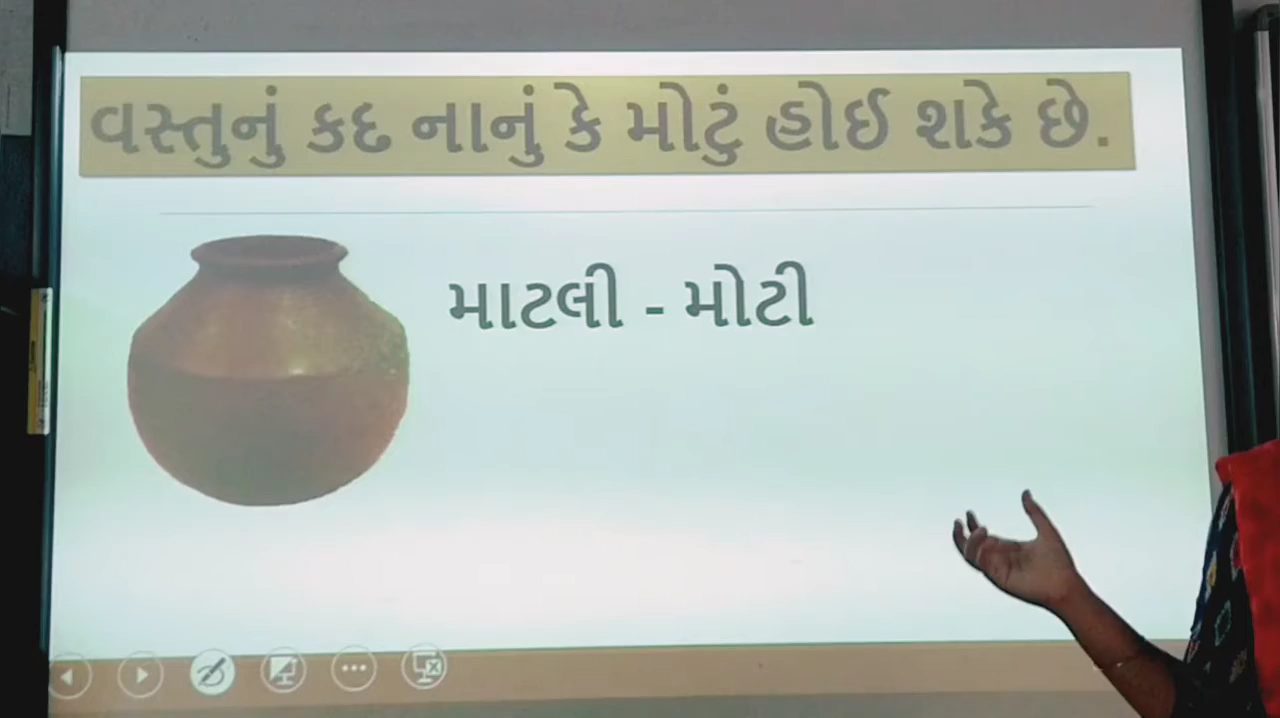 વસ્તુનું કદ નાનું કે મોટું હોઈ શકે છે.
માટલી - મોટી